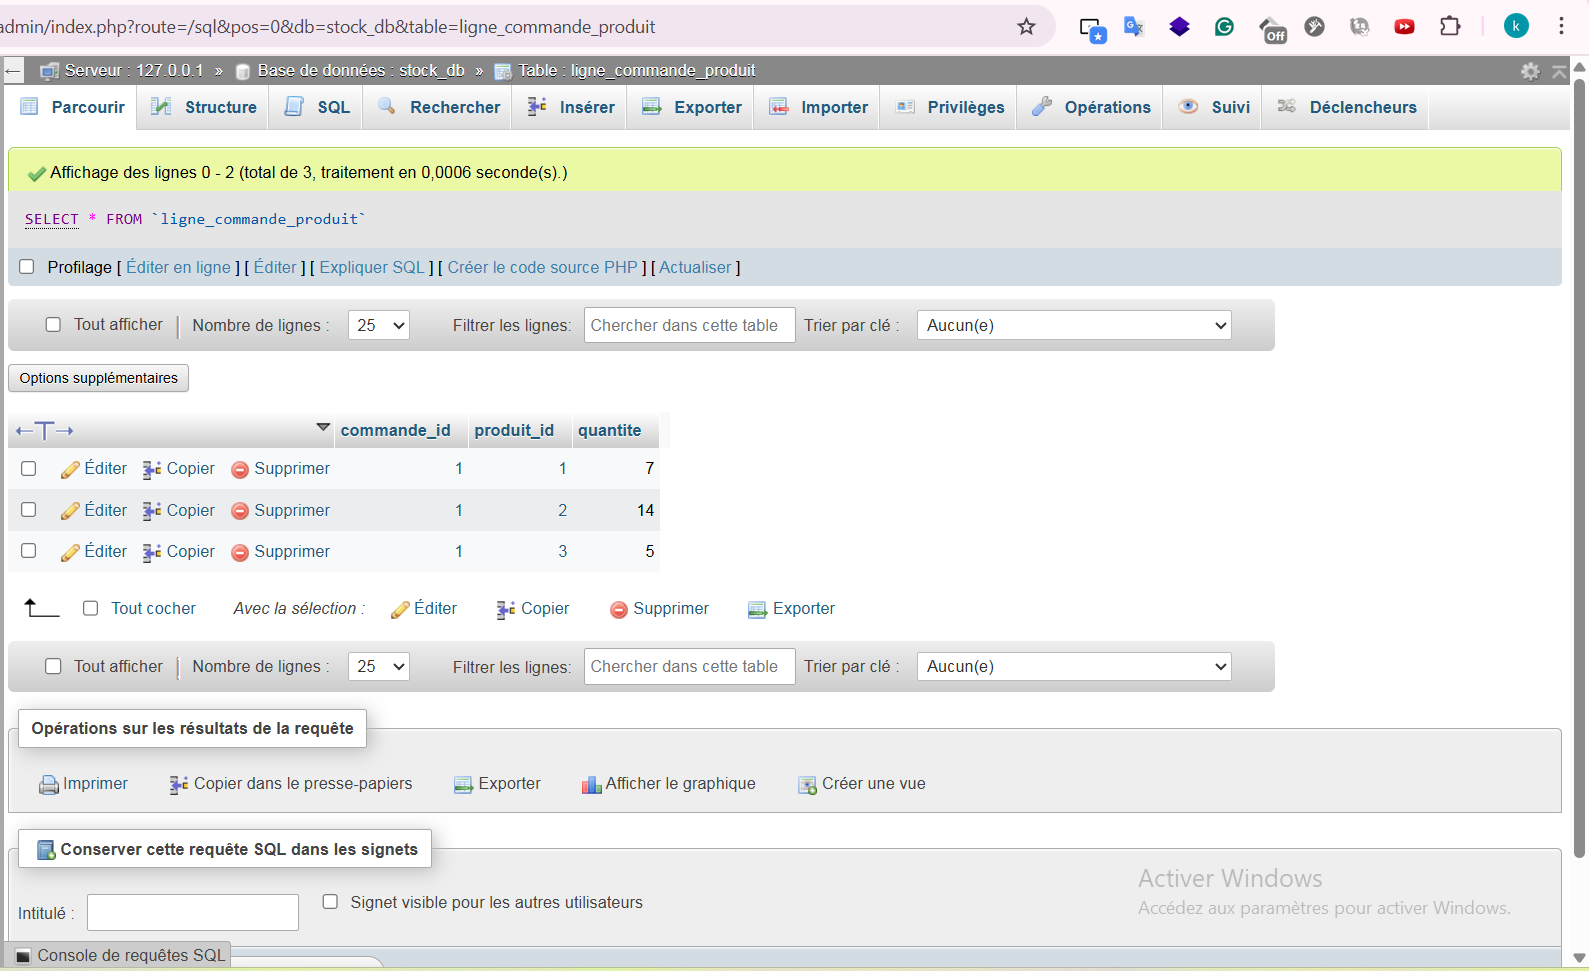 admin/index.php?route=/sql&pos=0&db=stock_db&table=ligne_commande_produit
Off
k
Serveur : 127.0.0.1 » Base de données : stock_db » Table : ligne_commande_produit
Parcourir Structure SQL Rechercher Insérer Exporter Importer Privilèges Opérations Suivi Déclencheurs
Affichage des lignes 0 - 2 (total de 3, traitement en 0,0006 seconde(s).)
SELECT * FROM `ligne_commande_produit`
Profilage [ Éditer en ligne ] [ Éditer ] [ Expliquer SQL ] [ Créer le code source PHP ] [ Actualiser ]
Tout afficher | Nombre de lignes : 25 Filtrer les lignes: Chercher dans cette table Trier par clé : Aucun(e)
Options supplémentaires
←T→ commande_id produit_id quantite
Éditer Copier Supprimer 1 1 7
Éditer Copier Supprimer 1 2 14
Éditer Copier Supprimer 1 3 5
Tout cocher Avec la sélection : Éditer Copier Supprimer Exporter
Tout afficher | Nombre de lignes : 25 Filtrer les lignes: Chercher dans cette table Trier par clé : Aucun(e)
Opérations sur les résultats de la requête
Imprimer Copier dans le presse-papiers Exporter Afficher le graphique Créer une vue
Conserver cette requête SQL dans les signets
Intitulé : Signet visible pour les autres utilisateurs
Activer Windows
Accédez aux paramètres pour activer Windows.
Console de requêtes SQL